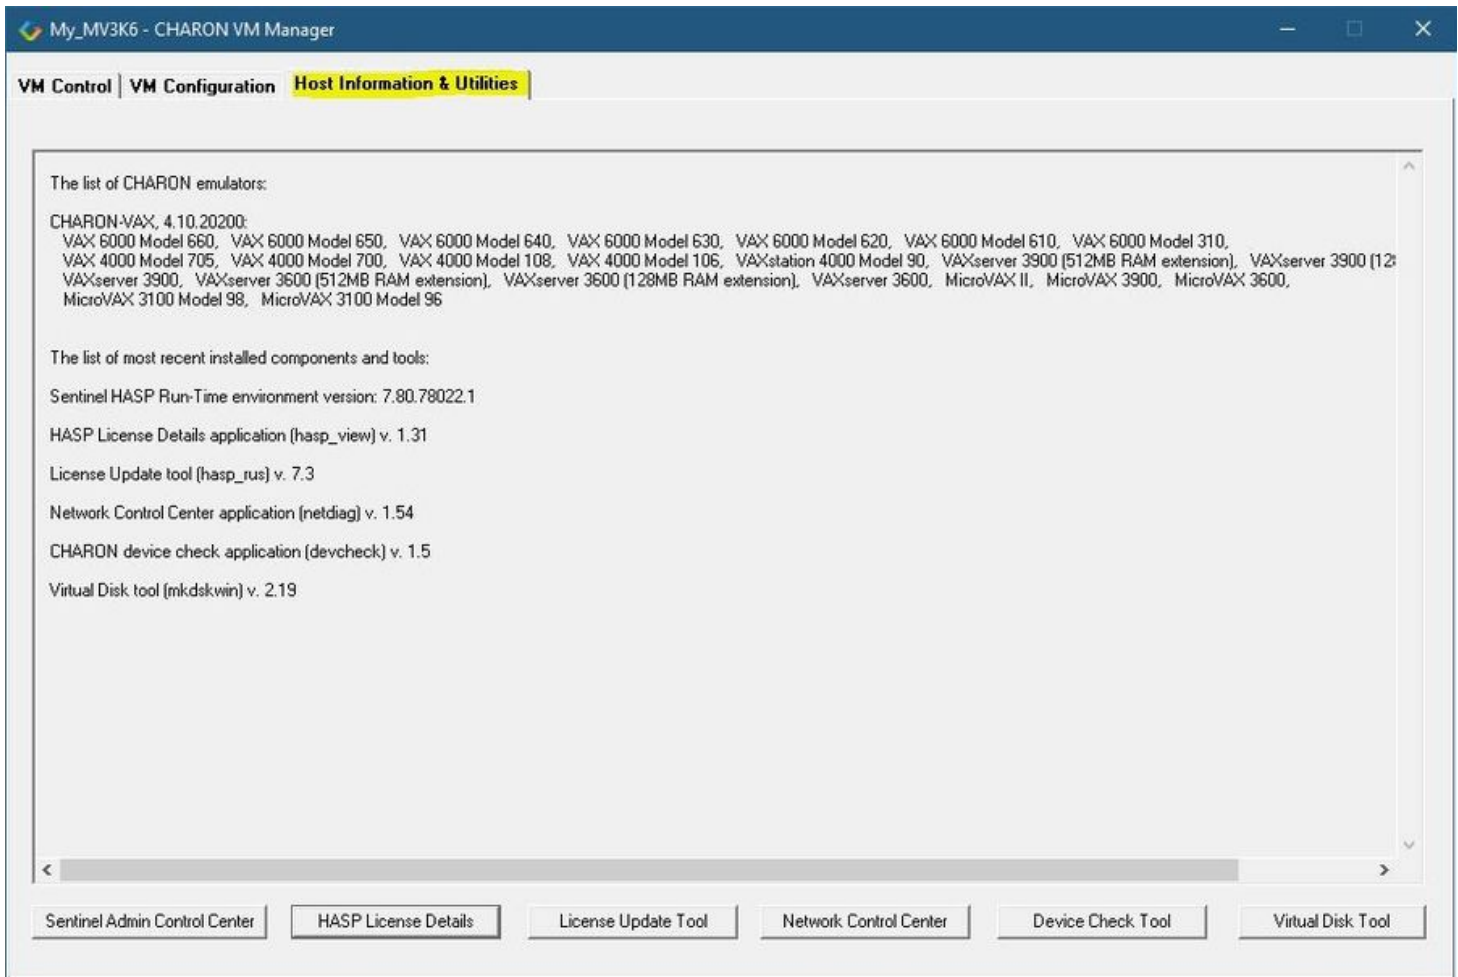 My_MV3K6 - CHARON VM Manager
VM Control | VM Configuration Host Information & Utilities
The list of CHARON emulators:
CHARON-VAX, 4.10.20200:
VAX 6000 Model 660, VAX 6000 Model 650, VAX 6000 Model 640, VAX 6000 Model 630, VAX 6000 Model 620, VAX 6000 Model 610, VAX 6000 Model 310,
VAX 4000 Model 705, VAX 4000 Model 700, VAX 4000 Model 108, VAX 4000 Model 106, VAXstation 4000 Model 90, VAXserver 3900 (512MB RAM extension), VAXserver 3900 (12
VAXserver 3900, VAXserver 3600 (512MB RAM extension), VAXserver 3600 (128MB RAM extension), VAXserver 3600, MicroVAX II, MicroVAX 3900, MicroVAX 3600,
MicroVAX 3100 Model 98, MicroVAX 3100 Model 96
The list of most recent installed components and tools:
Sentinel HASP Run-Time environment version: 7.80.78022.1
HASP License Details application (hasp_view) v. 1.31
License Update tool (hasp_rus) v. 7.3
Network Control Center application (netdiag) v. 1.54
CHARON device check application (devcheck) v. 1.5
Virtual Disk tool (mkdskwin) v. 2.19
Sentinel Admin Control Center HASP License Details License Update Tool Network Control Center Device Check Tool Virtual Disk Tool